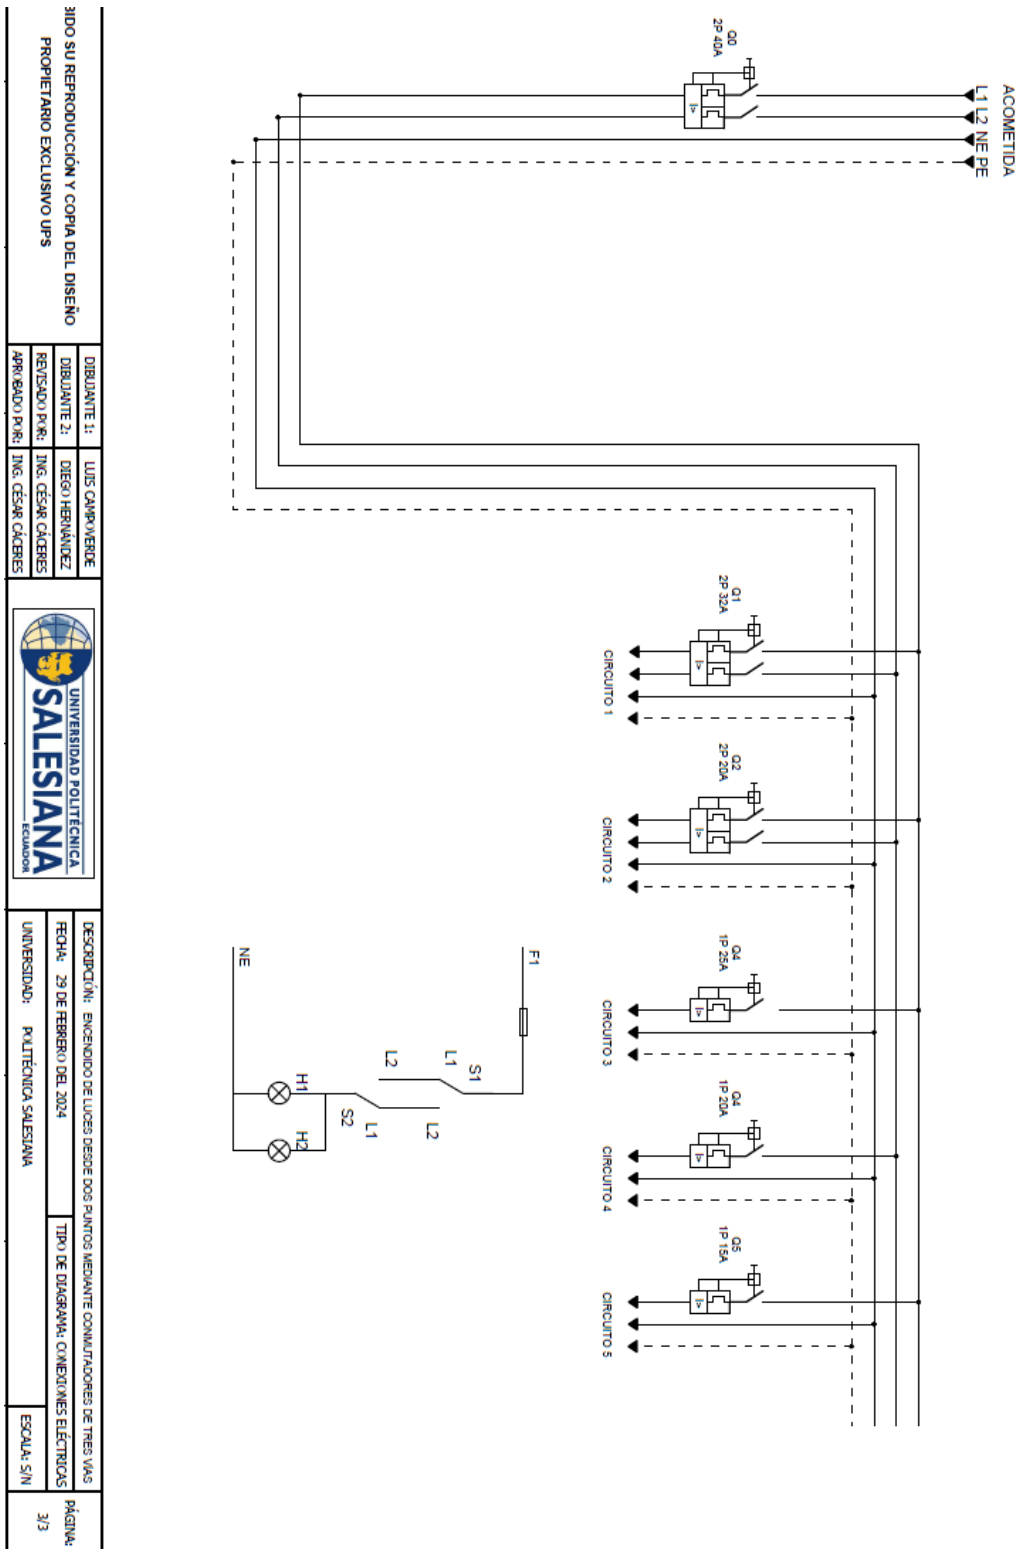 ACOMETIDA
L1 L2 NE PE
Q0
2P 40A
Q1
2P 32A
CIRCUITO 1
Q2
2P 20A
CIRCUITO 2
Q4
1P 25A
CIRCUITO 3
Q4
1P 20A
CIRCUITO 4
Q5
1P 15A
CIRCUITO 5
I>
I>
I>
I>
I>
I>
F1
S1
L1
L2
L2
L1
S2
H1
H2
NE
BIDO SU REPRODUCCIÓN Y COPIA DEL DISEÑO
PROPIETARIO EXCLUSIVO UPS
DIBUJANTE 1: LUIS CAMPOVERDE
DIBUJANTE 2: DIEGO HERNÁNDEZ
REVISADO POR: ING. CÉSAR CÁCERES
APROBADO POR: ING. CÉSAR CÁCERES
UNIVERSIDAD POLITÉCNICA
SALESIANA
ECUADOR
DESCRIPCIÓN: ENCENDIDO DE LUCES DESDE DOS PUNTOS MEDIANTE CONMUTADORES DE TRES VÍAS
FECHA: 29 DE FEBRERO DEL 2024
TIPO DE DIAGRAMA: CONEXIONES ELÉCTRICAS
UNIVERSIDAD: POLITÉCNICA SALESIANA
ESCALA: S/N
PÁGINA:
3/3